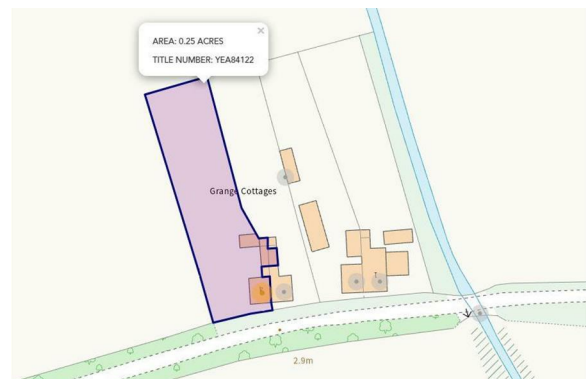 ×
AREA: 0.25 ACRES
TITLE NUMBER: YEA84122
Grange Cottages
2.9m